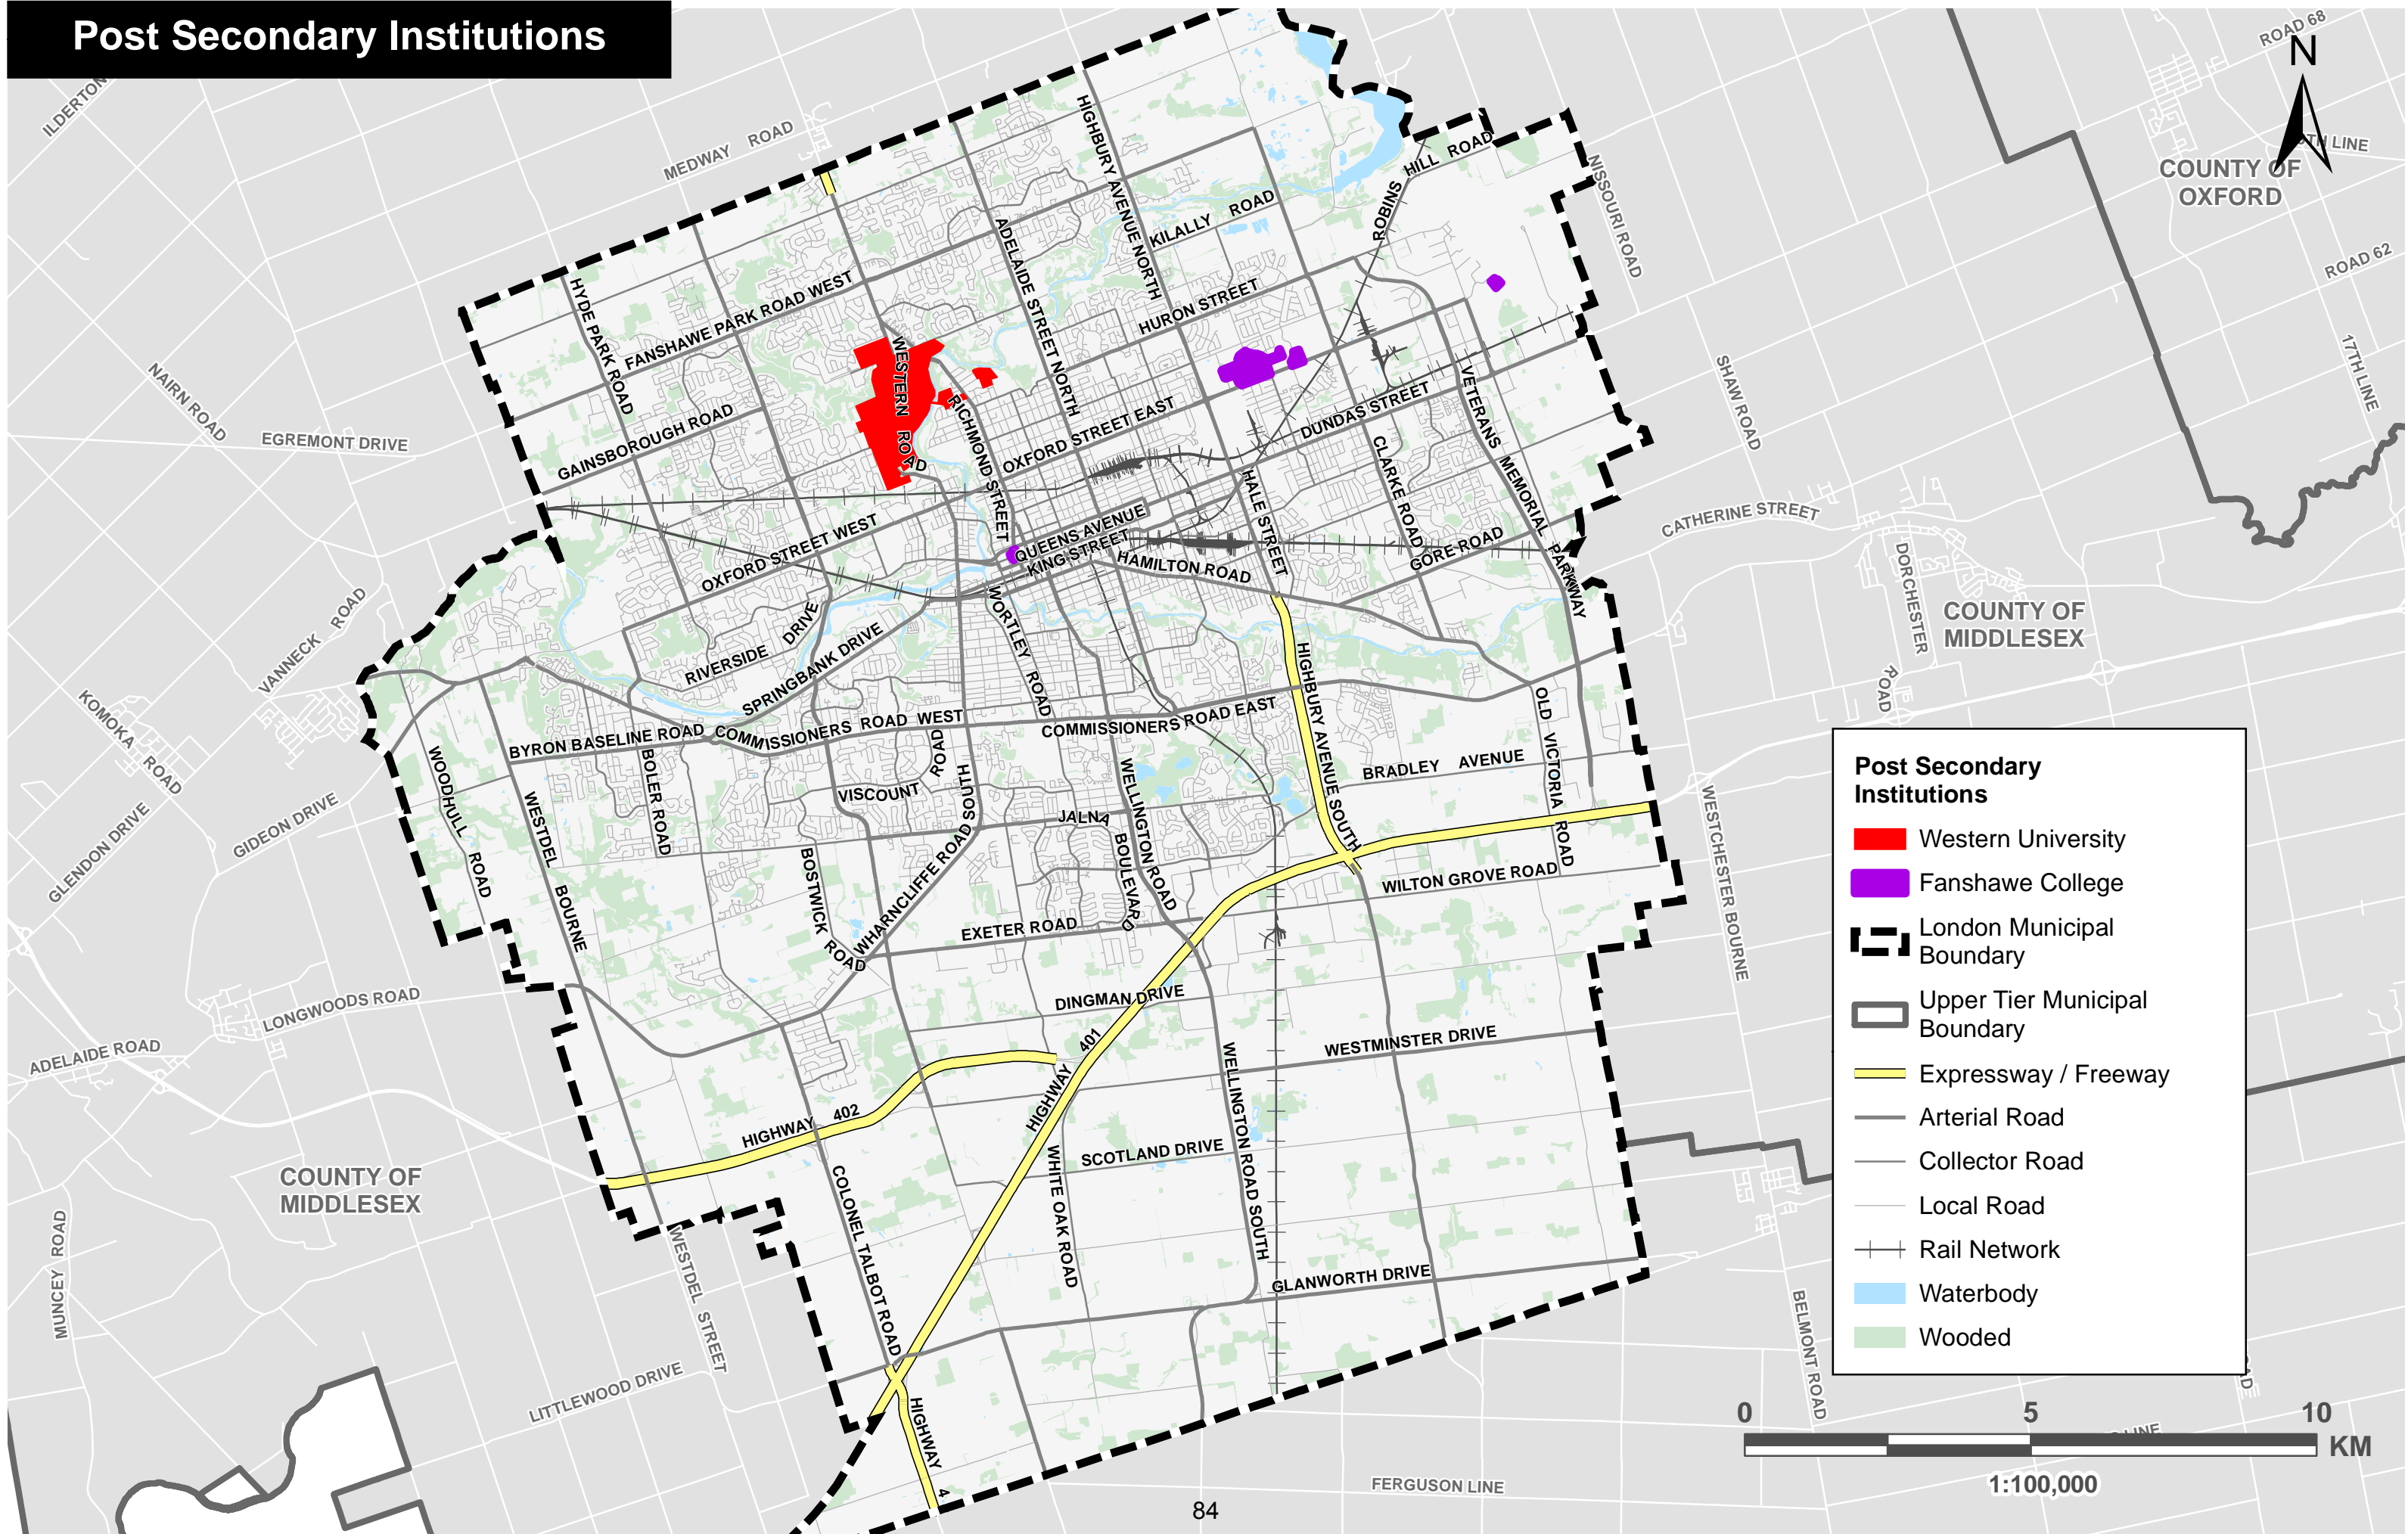 Post Secondary Institutions
N
ROAD 68
COUNTY OF
OXFORD
ROAD 62
17TH LINE
ILDERTON
MEDWAY ROAD
HIGHBURY AVENUE NORTH
ROBINS HILL ROAD
NISSOURI ROAD
KILALLY ROAD
ADELAIDE STREET NORTH
HYDE PARK ROAD
FANSHAWE PARK ROAD WEST
HURON STREET
WESTERN ROAD
RICHMOND STREET
NAIRN ROAD
EGREMONT DRIVE
GAINSBOROUGH ROAD
OXFORD STREET EAST
DUNDAS STREET
VETERANS MEMORIAL PARKWAY
SHAW ROAD
CLARKE ROAD
HALE STREET
CATHERINE STREET
QUEENS AVENUE
KING STREET
OXFORD STREET WEST
HAMILTON ROAD
GORE ROAD
DORCHESTER ROAD
COUNTY OF
MIDDLESEX
VANNECK ROAD
RIVERSIDE DRIVE
SPRINGBANK DRIVE
WORTLEY ROAD
HIGHBURY AVENUE SOUTH
KOMOKA ROAD
GLENDON DRIVE
GIDEON DRIVE
WOODHULL ROAD
BYRON BASELINE ROAD
COMMISSIONERS ROAD WEST
COMMISSIONERS ROAD EAST
OLD VICTORIA ROAD
BRADLEY AVENUE
BOLER ROAD
VISCOUNT ROAD
WESTDEL BOURNE
BOSTWICK ROAD
WHARNCLIFFE ROAD SOUTH
JALNA BOULEVARD
WELLINGTON ROAD
WILTON GROVE ROAD
WESTCHESTER BOURNE
EXETER ROAD
LONGWOODS ROAD
DINGMAN DRIVE
ADELAIDE ROAD
WESTMINSTER DRIVE
HIGHWAY 401
HIGHWAY 402
WELLINGTON ROAD SOUTH
SCOTLAND DRIVE
WHITE OAK ROAD
COLONEL TALBOT ROAD
COUNTY OF
MIDDLESEX
MUNCEY ROAD
WESTDEL STREET
GLANWORTH DRIVE
LITTLEWOOD DRIVE
HIGHWAY 4
BELMONT ROAD
FERGUSON LINE
Post Secondary
Institutions
Western University
Fanshawe College
London Municipal
Boundary
Upper Tier Municipal
Boundary
Expressway / Freeway
Arterial Road
Collector Road
Local Road
Rail Network
Waterbody
Wooded
0 5 10
KM
1:100,000
84